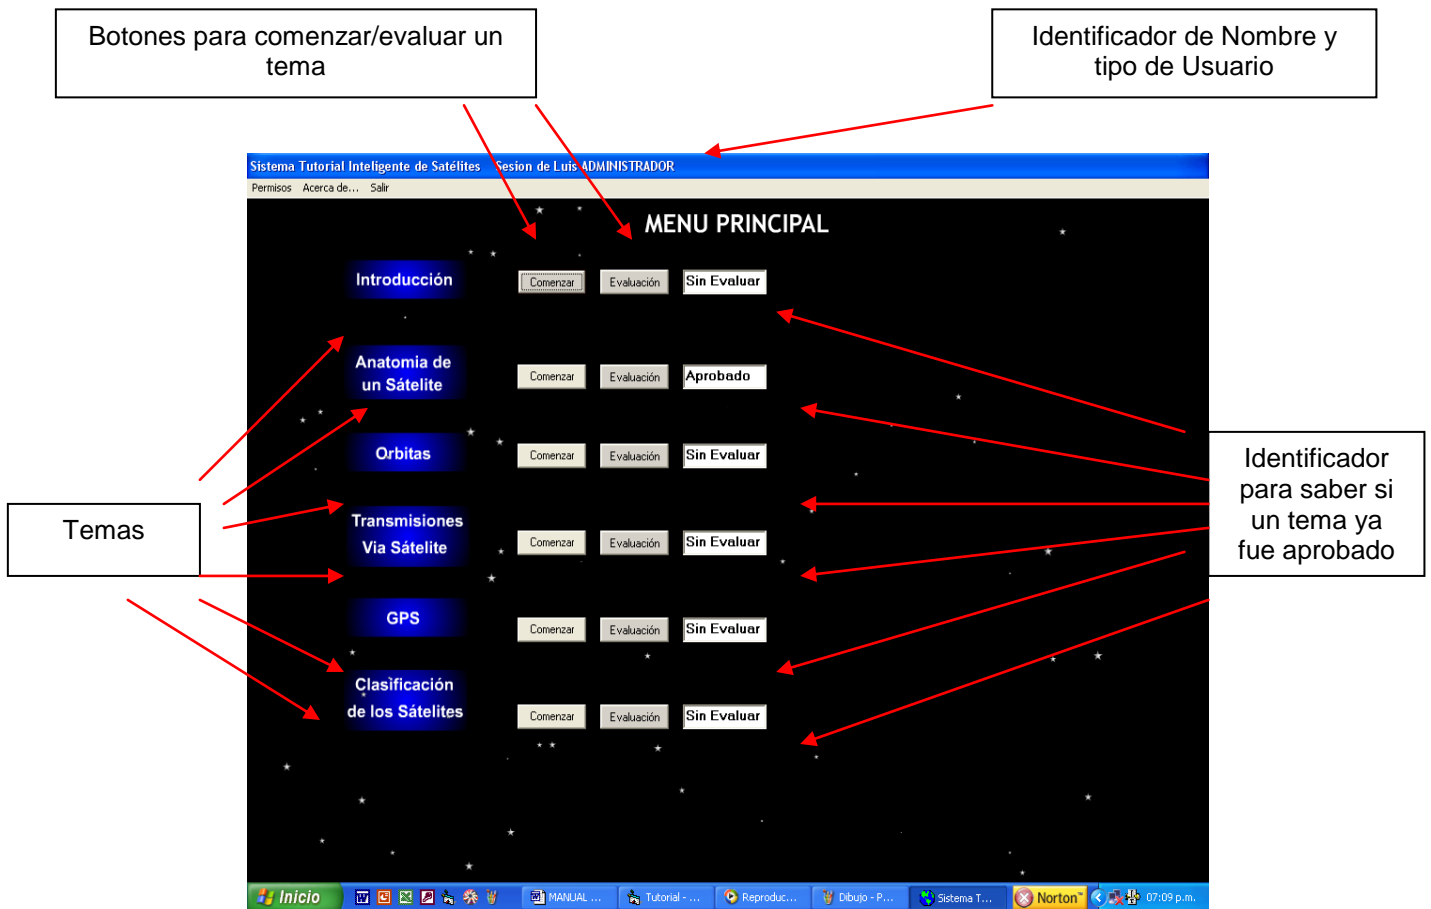 Botones para comenzar/evaluar un
tema
Identificador de Nombre y
tipo de Usuario
Sistema Tutorial Inteligente de Satélites Sesion de Luis ADMINISTRADOR
Permisos Acerca de... Salir
MENU PRINCIPAL
Introducción
Comenzar
Evaluación
Sin Evaluar
Anatomia de
un Sátelite
Comenzar
Evaluación
Aprobado
Orbitas
Comenzar
Evaluación
Sin Evaluar
Transmisiones
Via Sátelite
Comenzar
Evaluación
Sin Evaluar
GPS
Comenzar
Evaluación
Sin Evaluar
Clasificación
de los Sátelites
Comenzar
Evaluación
Sin Evaluar
Temas
Identificador
para saber si
un tema ya
fue aprobado
Inicio
MANUAL ...
Tutorial - ...
Reproduc...
Dibujo - P...
Sistema T...
Norton™
07:09 p.m.